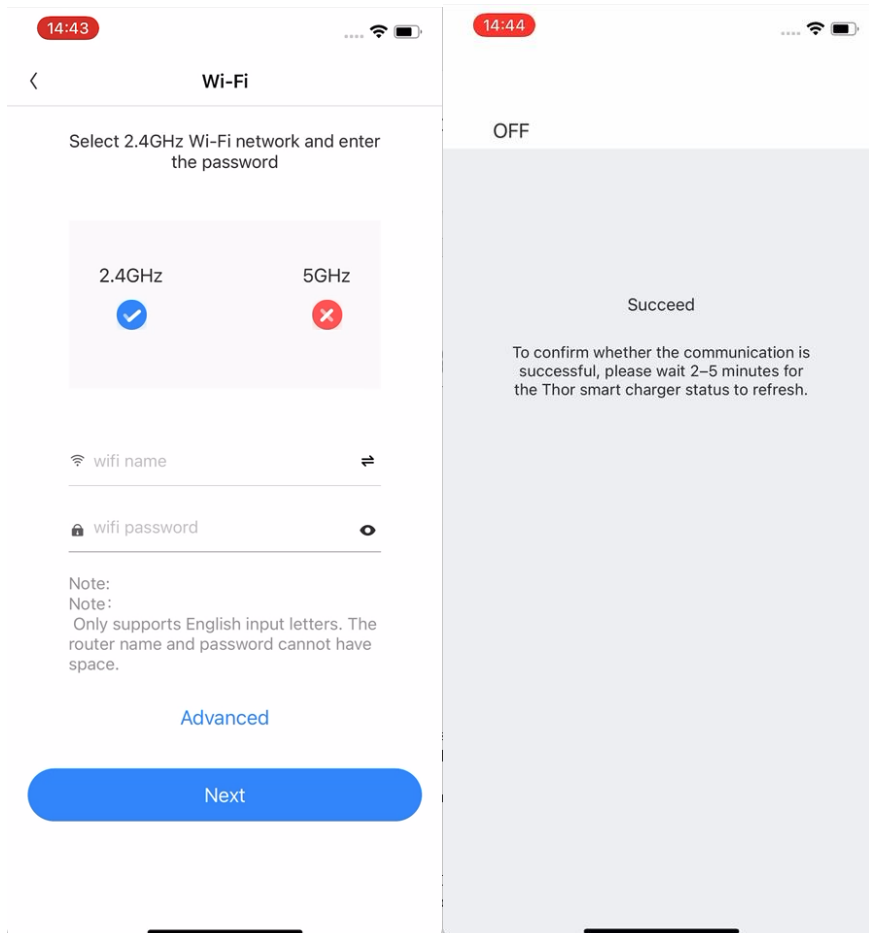 14:43
Wi-Fi
Select 2.4GHz Wi-Fi network and enter
the password
2.4GHz
5GHz
wifi name
wifi password
Note:
Note:
Only supports English input letters. The
router name and password cannot have
space.
Advanced
Next
14:44
OFF
Succeed
To confirm whether the communication is
successful, please wait 2–5 minutes for
the Thor smart charger status to refresh.